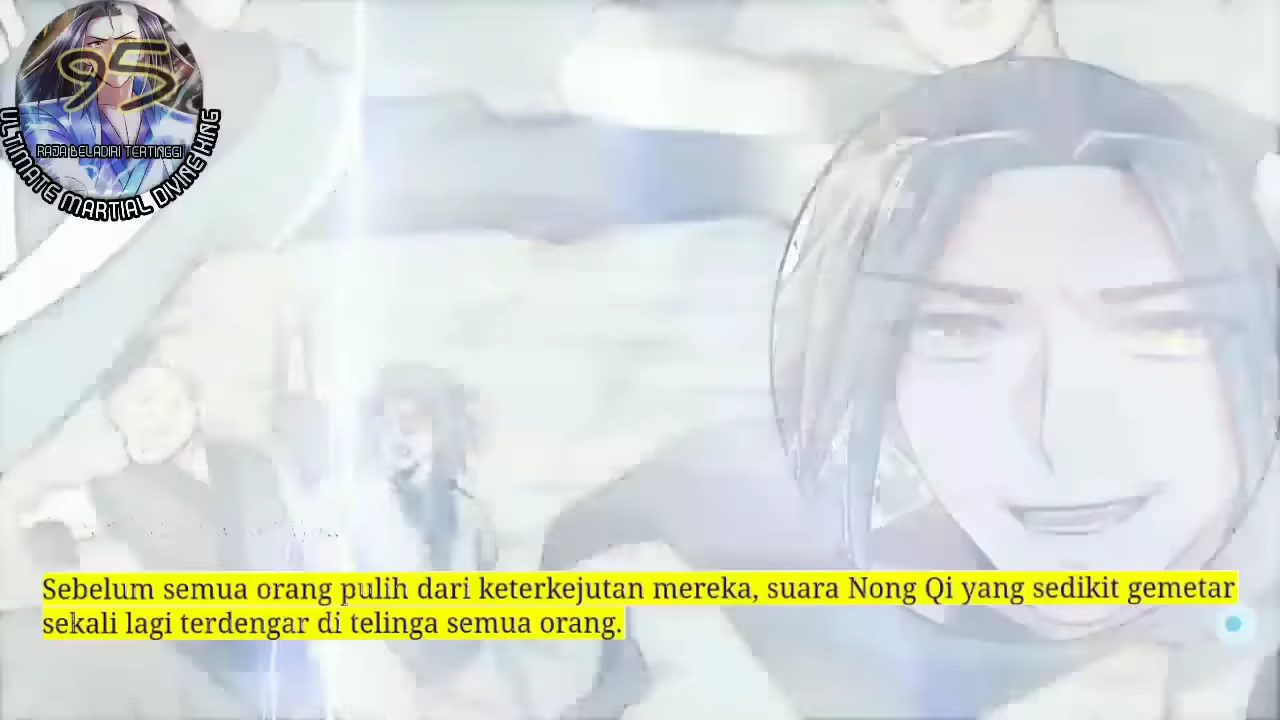 95
RAJA BELADIRI TERTINGGI
ULTIMATE MARTIAL DIVINE KING
Sebelum semua orang pulih dari keterkejutan mereka, suara Nong Qi yang sedikit gemetar
sekali lagi terdengar di telinga semua orang.